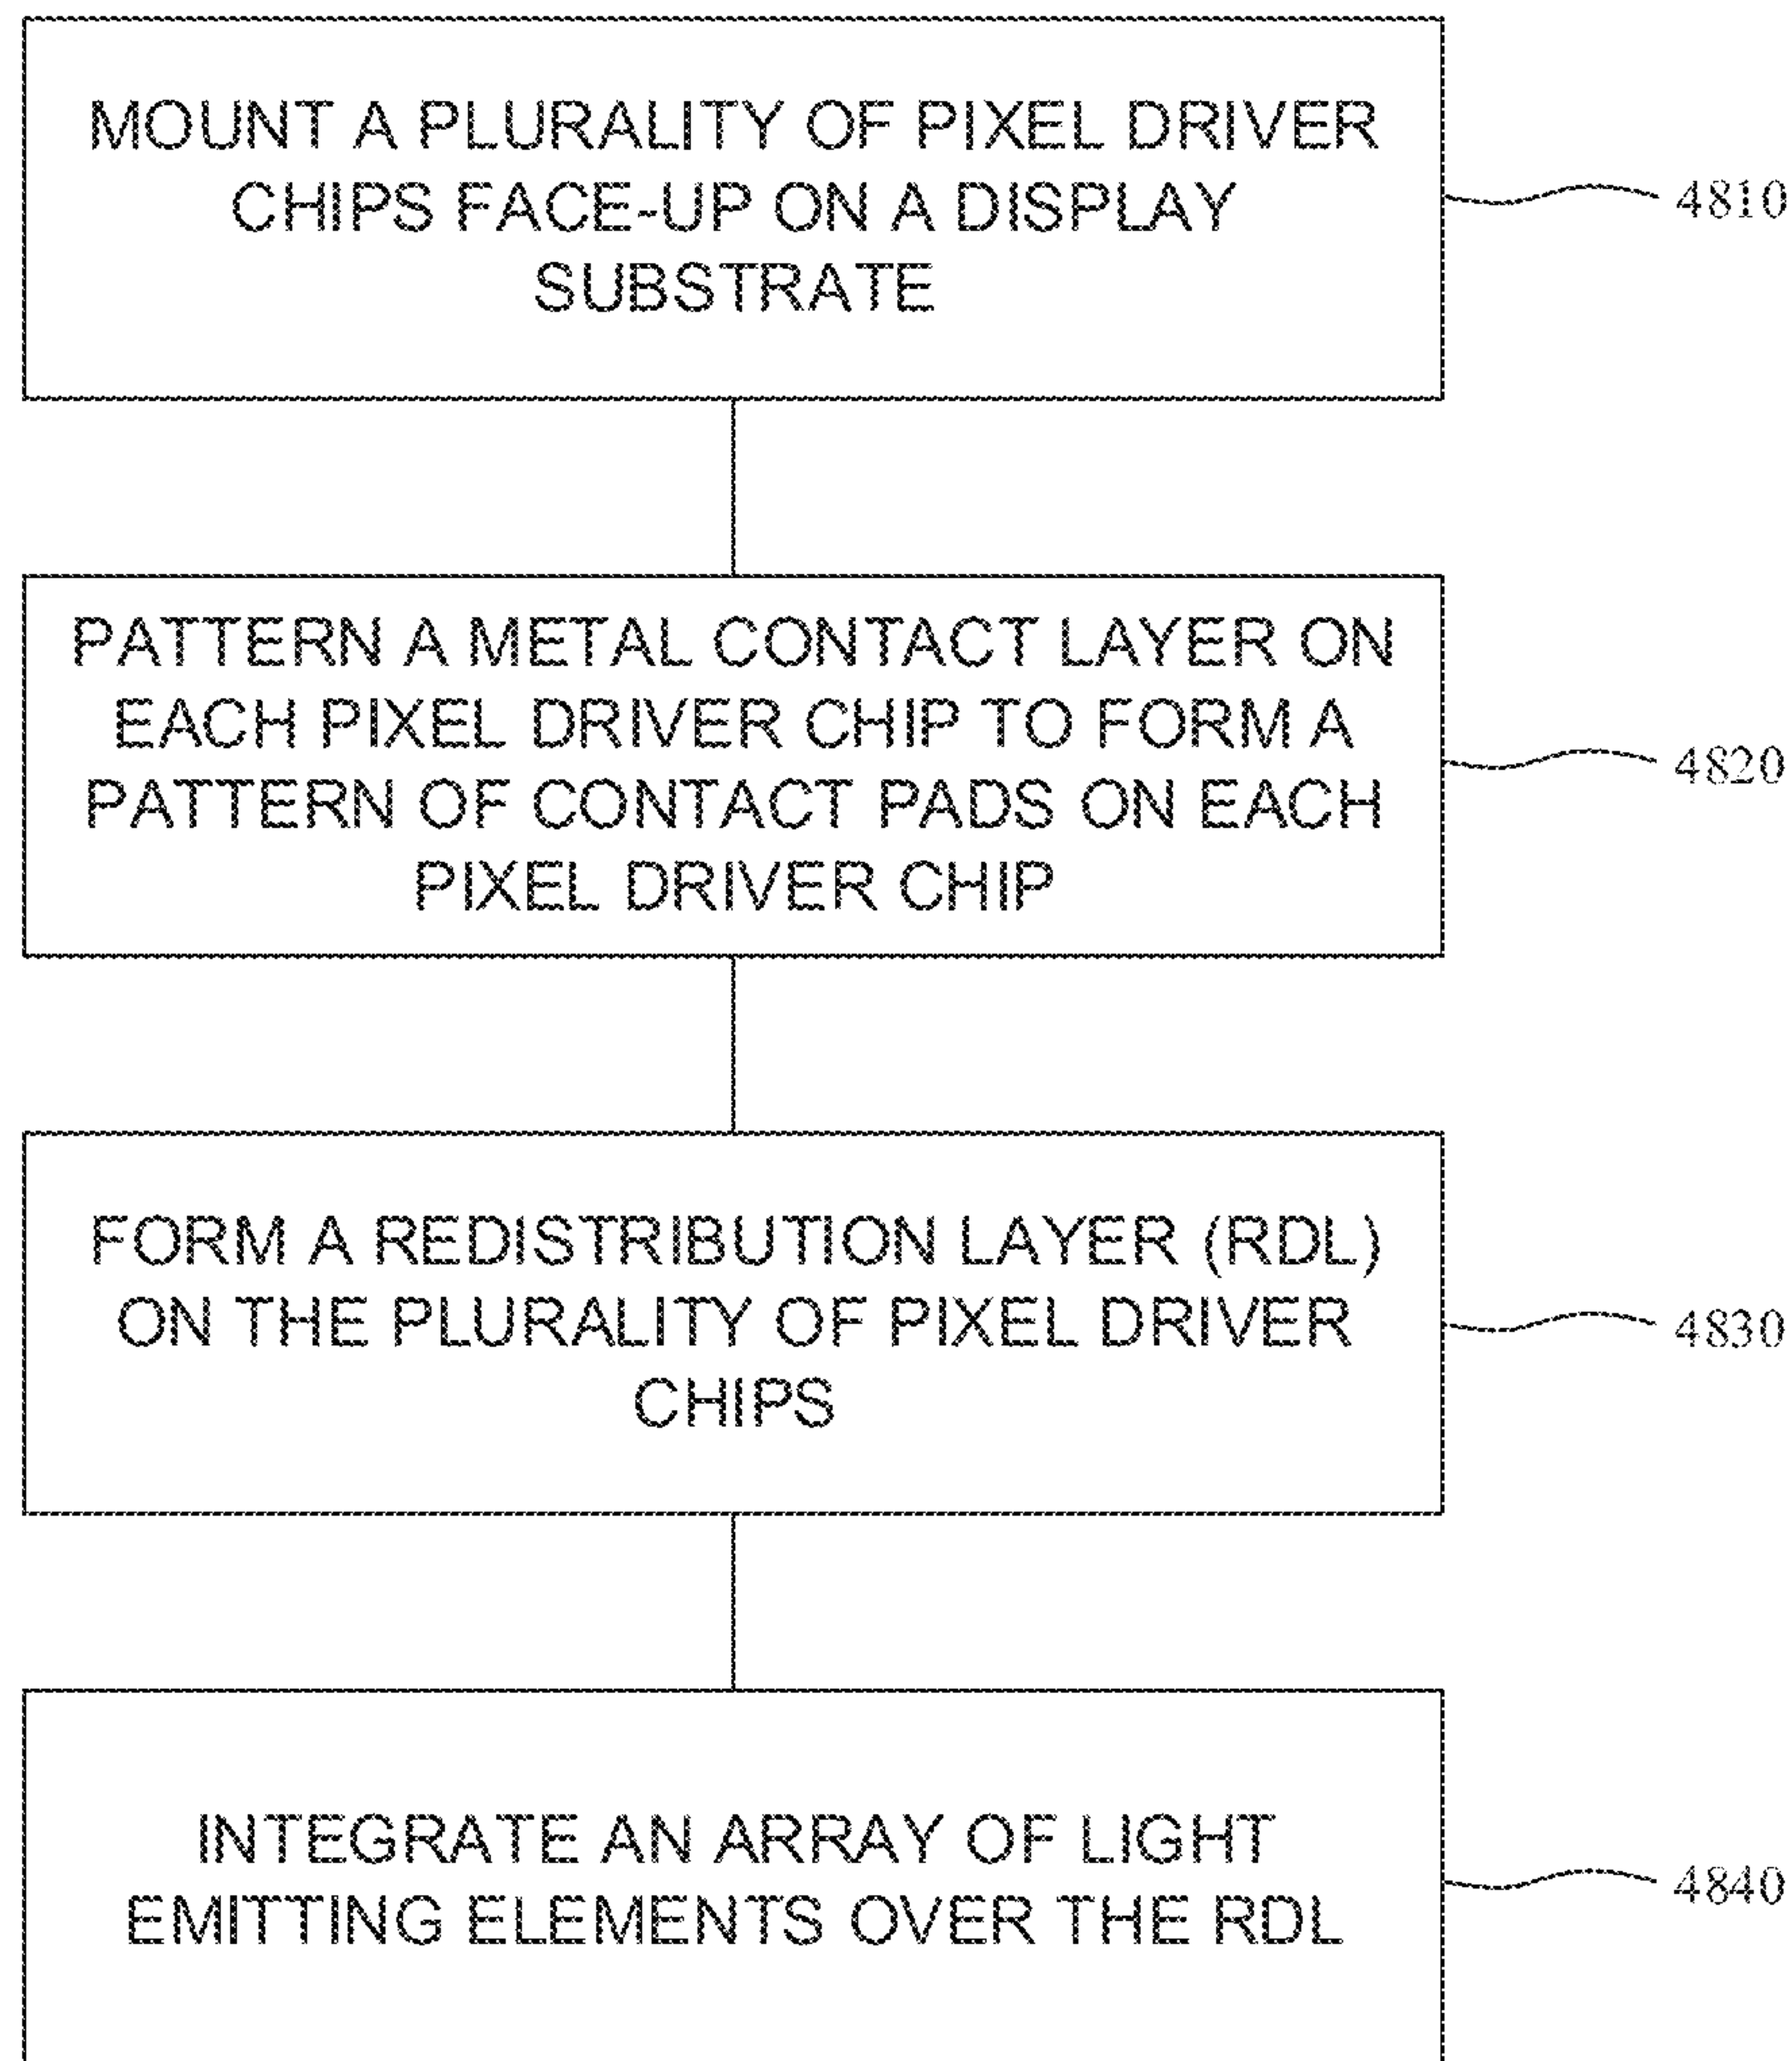 MOUNT A PLURALITY OF PIXEL DRIVER
CHIPS FACE-UP ON A DISPLAY
SUBSTRATE
4810
PATTERN A METAL CONTACT LAYER ON
EACH PIXEL DRIVER CHIP TO FORM A
PATTERN OF CONTACT PADS ON EACH
PIXEL DRIVER CHIP
4820
FORM A REDISTRIBUTION LAYER (RDL)
ON THE PLURALITY OF PIXEL DRIVER
CHIPS
4830
INTEGRATE AN ARRAY OF LIGHT
EMITTING ELEMENTS OVER THE RDL
4840